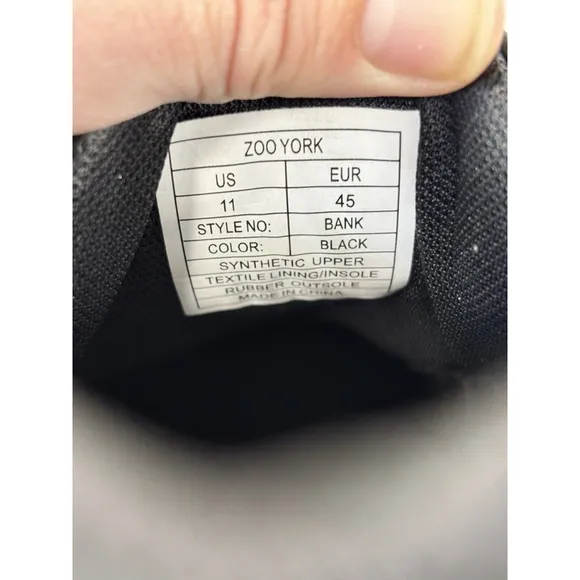 ZOO YORK
US EUR
11 45
STYLE NO: BANK
COLOR: BLACK
SYNTHETIC UPPER
TEXTILE LINING/INSOLE
RUBBER OUTSOLE
MADE IN CHINA